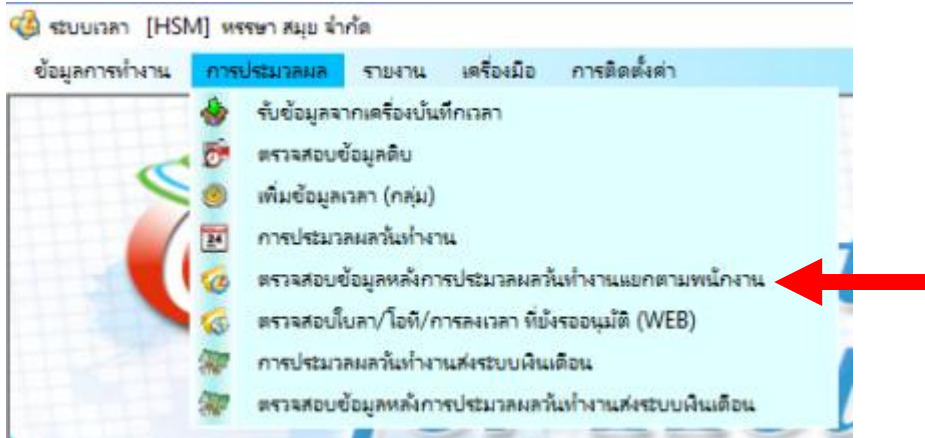 ระบบเวลา [HSM] หรรษา สมุย จำกัด
ข้อมูลการทำงาน การประมวลผล รายงาน เครื่องมือ การติดตั้งค่า
รับข้อมูลจากเครื่องบันทึกเวลา
ตรวจสอบข้อมูลดิบ
เพิ่มข้อมูลเวลา (กลุ่ม)
24 การประมวลผลวันทำงาน
ตรวจสอบข้อมูลหลังการประมวลผลวันทำงานแยกตามพนักงาน
ตรวจสอบใบลา/โอที/การลงเวลา ที่ยังรออนุมัติ (WEB)
การประมวลผลวันทำงานส่งระบบเงินเดือน
ตรวจสอบข้อมูลหลังการประมวลผลวันทำงานส่งระบบเงินเดือน